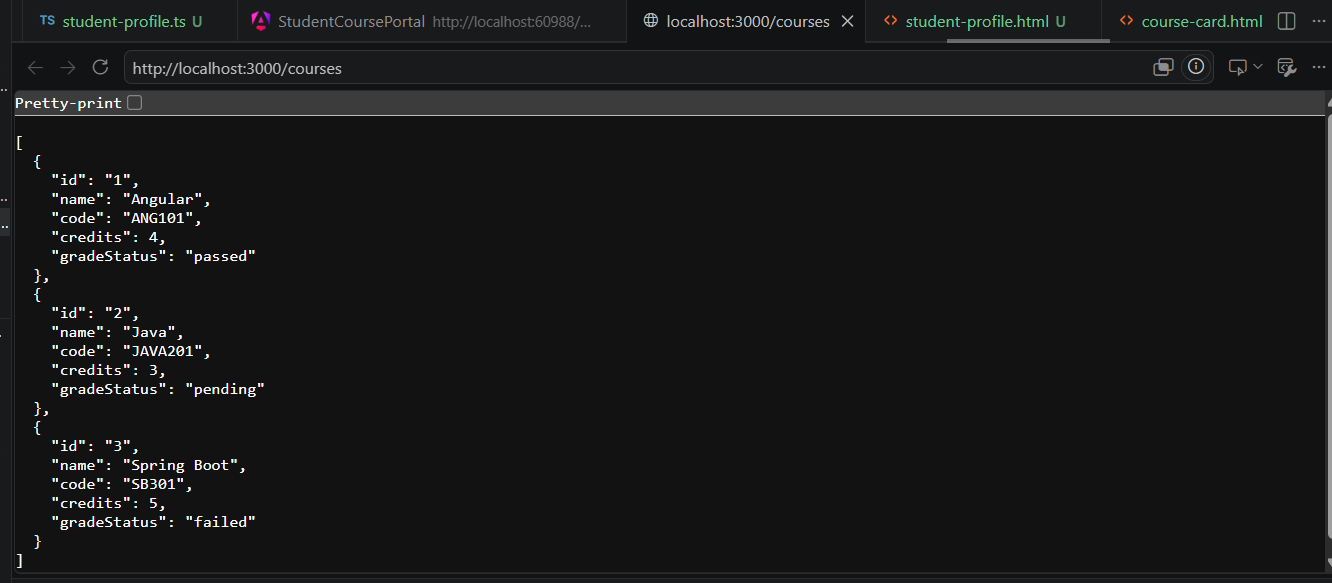 TS student-profile.ts U StudentCoursePortal http://localhost:60988/... localhost:3000/courses student-profile.html U course-card.html
http://localhost:3000/courses
Pretty-print
[
  {
    "id": "1",
    "name": "Angular",
    "code": "ANG101",
    "credits": 4,
    "gradeStatus": "passed"
  },
  {
    "id": "2",
    "name": "Java",
    "code": "JAVA201",
    "credits": 3,
    "gradeStatus": "pending"
  },
  {
    "id": "3",
    "name": "Spring Boot",
    "code": "SB301",
    "credits": 5,
    "gradeStatus": "failed"
  }
]